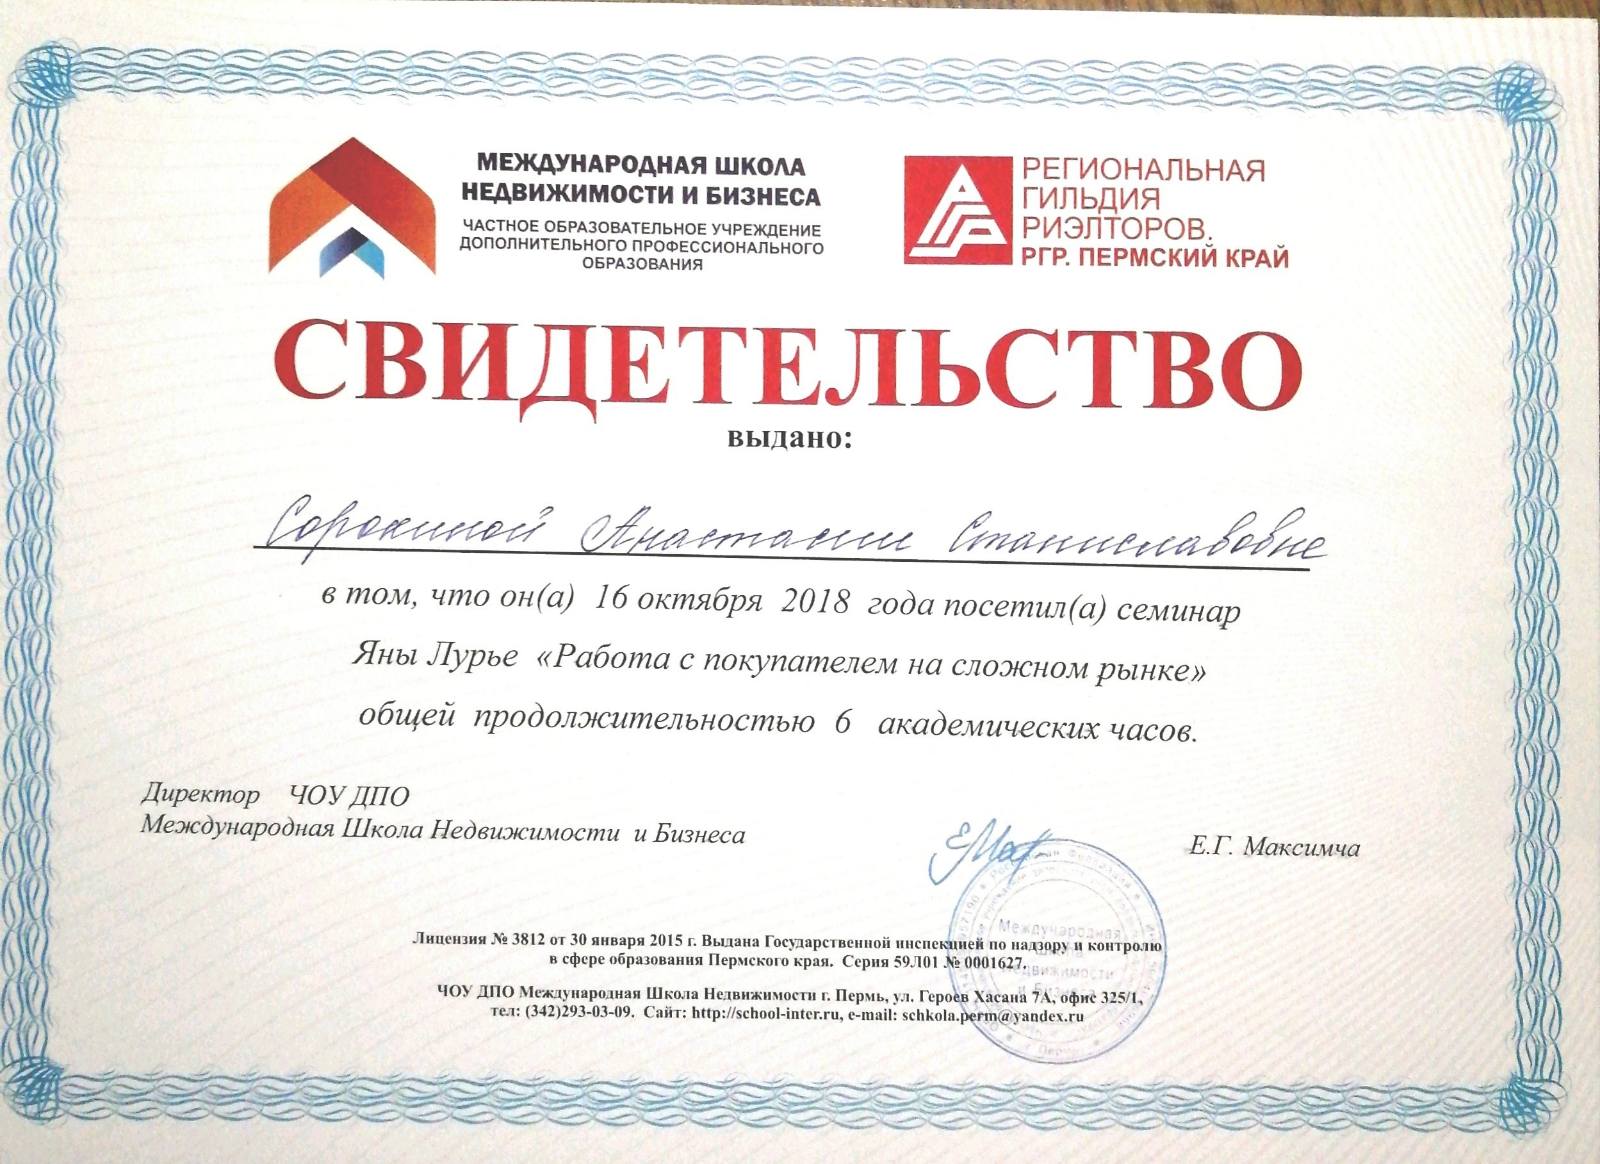 МЕЖДУНАРОДНАЯ ШКОЛА
НЕДВИЖИМОСТИ И БИЗНЕСА
ЧАСТНОЕ ОБРАЗОВАТЕЛЬНОЕ УЧРЕЖДЕНИЕ
ДОПОЛНИТЕЛЬНОГО ПРОФЕССИОНАЛЬНОГО
ОБРАЗОВАНИЯ
РЕГИОНАЛЬНАЯ
ГИЛЬДИЯ
РИЭЛТОРОВ.
РГР. ПЕРМСКИЙ КРАЙ
СВИДЕТЕЛЬСТВО
выдано:
Сорокиной Анастасии Станиславовне
в том, что он(а) 16 октября 2018 года посетил(а) семинар
Яны Лурье «Работа с покупателем на сложном рынке»
общей продолжительностью 6 академических часов.
Директор ЧОУ ДПО
Международная Школа Недвижимости и Бизнеса
Е.Г. Максимча
Лицензия № 3812 от 30 января 2015 г. Выдана Государственной инспекцией по надзору и контролю
в сфере образования Пермского края. Серия 59Л01 № 0001627.
ЧОУ ДПО Международная Школа Недвижимости г. Пермь, ул. Героев Хасана 7А, офис 325/1,
тел: (342)293-03-09. Сайт: http://school-inter.ru, e-mail: schkola.perm@yandex.ru
Международная
Школа
Недвижимости
и Бизнеса